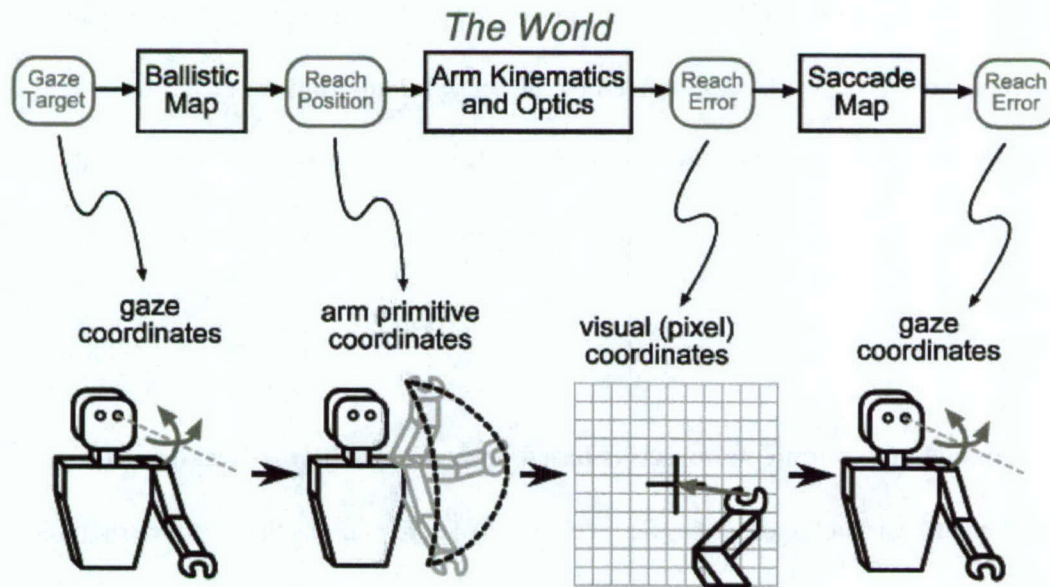 The World
Gaze
Target
Ballistic
Map
Reach
Position
Arm Kinematics
and Optics
Reach
Error
Saccade
Map
Reach
Error
gaze
coordinates
arm primitive
coordinates
visual (pixel)
coordinates
gaze
coordinates